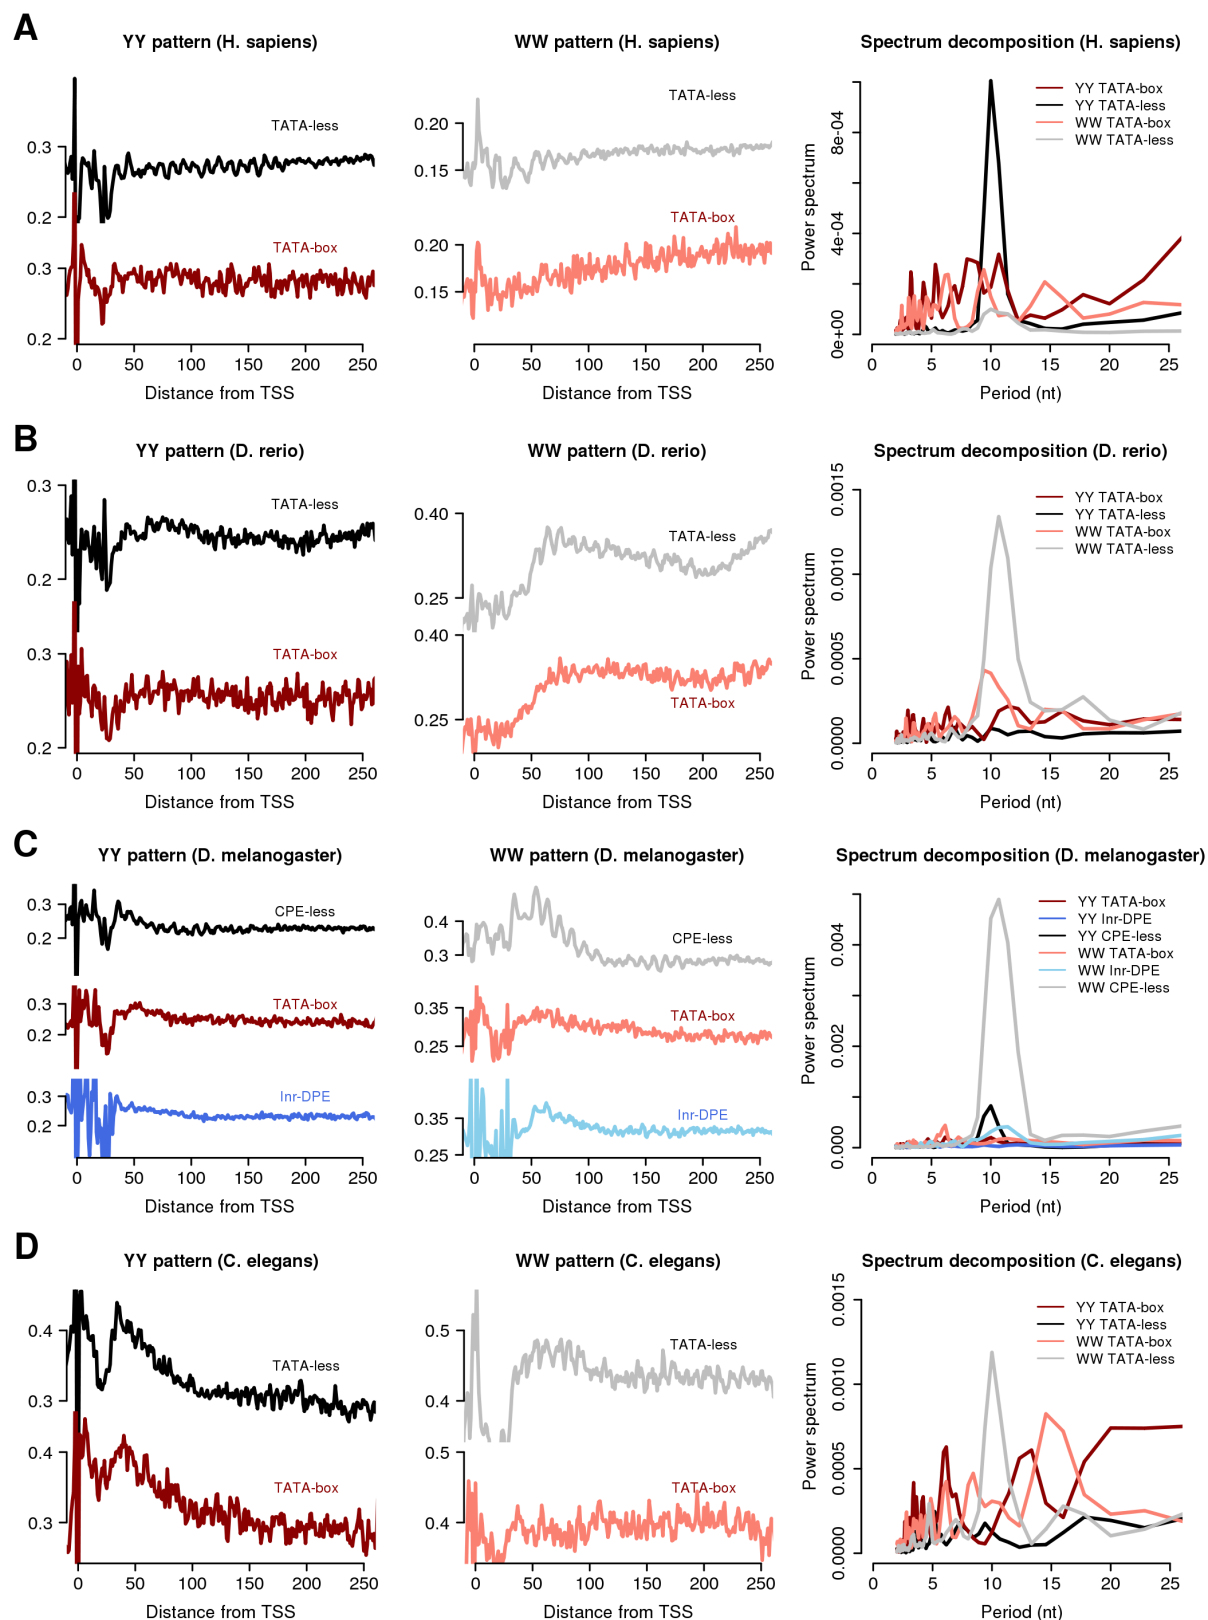 A
YY pattern (H. sapiens)
WW pattern (H. sapiens)
Spectrum decomposition (H. sapiens)
TATA-less
0.3
0.2
TATA-box
0.3
0.2
0 50 100 150 200 250
Distance from TSS
TATA-less
0.20
0.15
TATA-box
0.20
0.15
0 50 100 150 200 250
Distance from TSS
YY TATA-box
YY TATA-less
WW TATA-box
WW TATA-less
Power spectrum
8e-04
4e-04
0e+00
0 5 10 15 20 25
Period (nt)
B
YY pattern (D. rerio)
WW pattern (D. rerio)
Spectrum decomposition (D. rerio)
0.3
TATA-less
0.2
0.3
TATA-box
0.2
0 50 100 150 200 250
Distance from TSS
0.40
TATA-less
0.25
0.40
TATA-box
0.25
0 50 100 150 200 250
Distance from TSS
YY TATA-box
YY TATA-less
WW TATA-box
WW TATA-less
Power spectrum
0.0015
0.0010
0.0005
0.0000
0 5 10 15 20 25
Period (nt)
C
YY pattern (D. melanogaster)
WW pattern (D. melanogaster)
Spectrum decomposition (D. melanogaster)
0.3
CPE-less
0.2
0.3
TATA-box
0.2
Inr-DPE
0.3
0.2
0 50 100 150 200 250
Distance from TSS
0.4
CPE-less
0.3
0.35
TATA-box
0.25
Inr-DPE
0.35
0.25
0 50 100 150 200 250
Distance from TSS
YY TATA-box
YY Inr-DPE
YY CPE-less
WW TATA-box
WW Inr-DPE
WW CPE-less
Power spectrum
0.004
0.002
0.000
0 5 10 15 20 25
Period (nt)
D
YY pattern (C. elegans)
WW pattern (C. elegans)
Spectrum decomposition (C. elegans)
0.4
TATA-less
0.3
0.4
TATA-box
0.3
0 50 100 150 200 250
Distance from TSS
0.5
TATA-less
0.4
0.5
TATA-box
0.4
0 50 100 150 200 250
Distance from TSS
YY TATA-box
YY TATA-less
WW TATA-box
WW TATA-less
Power spectrum
0.0015
0.0010
0.0005
0.0000
0 5 10 15 20 25
Period (nt)